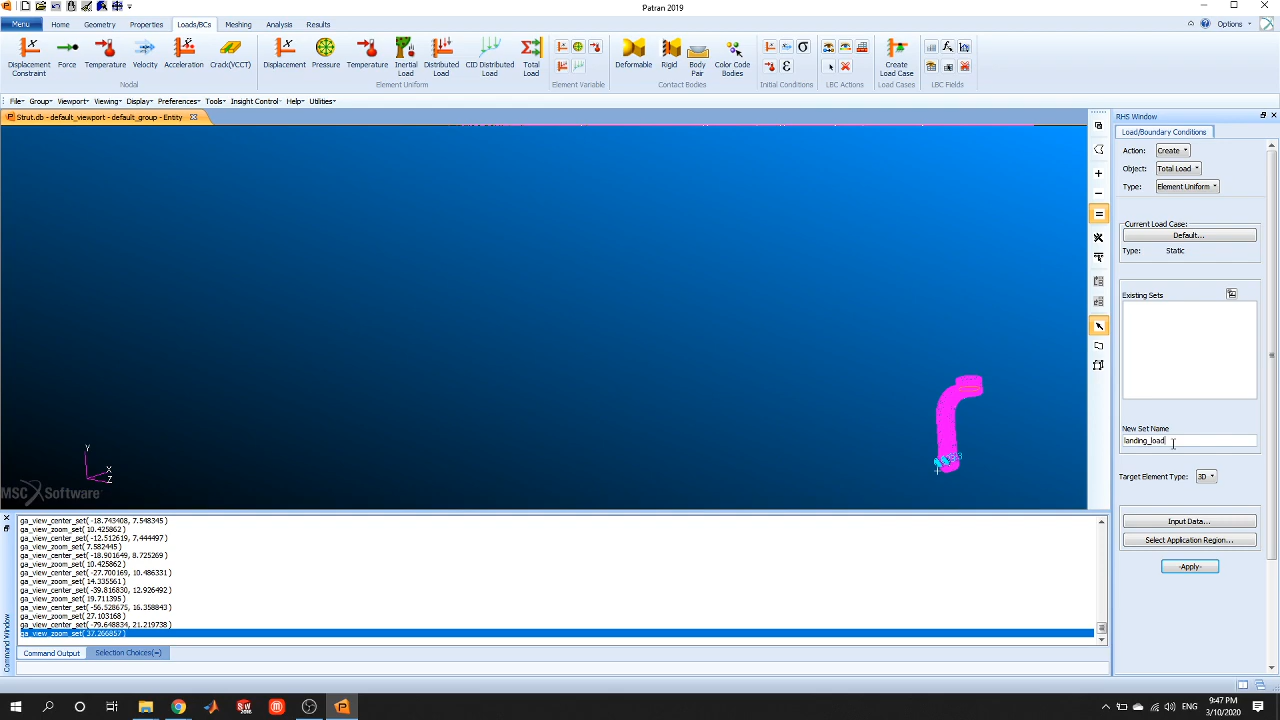 Patran 2019
Menu Home Geometry Properties Loads/BCs Meshing Analysis Results Options
Displacement Constraint Force Temperature Velocity Acceleration Crack(VCCT) Displacement Pressure Temperature Inertial Load Distributed Load CID Distributed Load Total Load Deformable Rigid Body Pair Color Code Bodies Create Load Case
Nodal Element Uniform Element Variable Contact Bodies Initial Conditions LBC Actions Load Cases LBC Fields
File Group Viewport Viewing Display Preferences Tools Insight Control Help Utilities
Strut.db - default_viewport - default_group - Entity
RHS Window
Load/Boundary Conditions
Action: Create
Object: Total Load
Type: Element Uniform
Current Load Case:
Default...
Type: Static
Existing Sets
New Set Name
landing_load
Target Element Type: 3D
Input Data...
Select Application Region...
-Apply-
Y
X
Z
MSC Software
ga_view_center_set( -18.743408, 7.548345 )
ga_view_zoom_set( 10.425862 )
ga_view_center_set( -12.512619, 7.444497 )
ga_view_zoom_set( 7.582445 )
ga_view_center_set( -18.901649, 8.725269 )
ga_view_zoom_set( 10.425862 )
ga_view_center_set( -27.700169, 10.486331 )
ga_view_zoom_set( 14.335561 )
ga_view_center_set( -39.816830, 12.926492 )
ga_view_zoom_set( 19.711395 )
ga_view_center_set( -56.528675, 16.358843 )
ga_view_zoom_set( 27.103168 )
ga_view_center_set( -79.648834, 21.219738 )
ga_view_zoom_set( 37.266857 )
Command Window
Command Output Selection Choices(~)
ENG
9:47 PM
3/10/2020